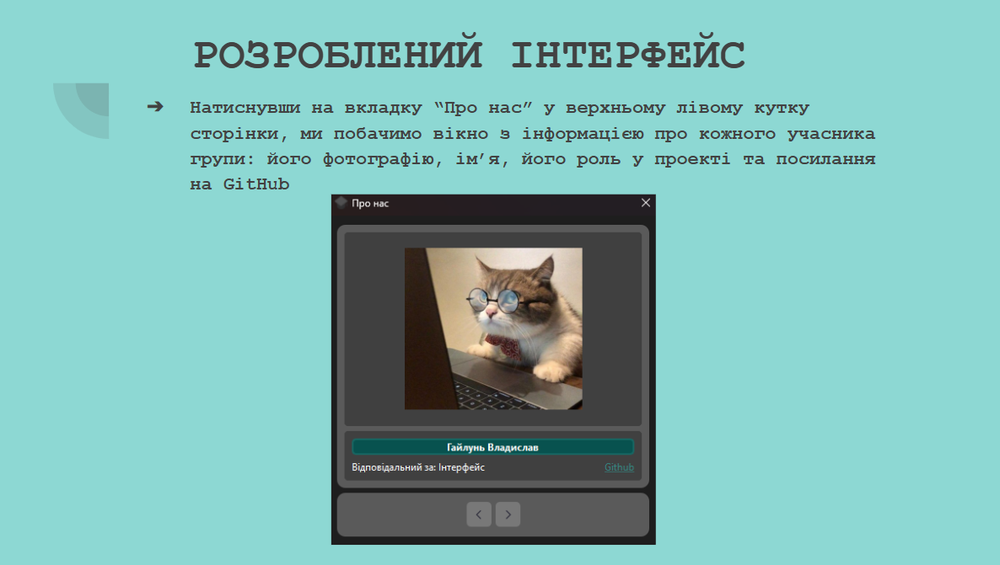 РОЗРОБЛЕНИЙ ІНТЕРФЕЙС
➔ Натиснувши на вкладку “Про нас” у верхньому лівому кутку
сторінки, ми побачимо вікно з інформацією про кожного учасника
групи: його фотографію, ім’я, його роль у проекті та посилання
на GitHub
Про нас
Гайлунь Владислав
Відповідальний за: Інтерфейс Github